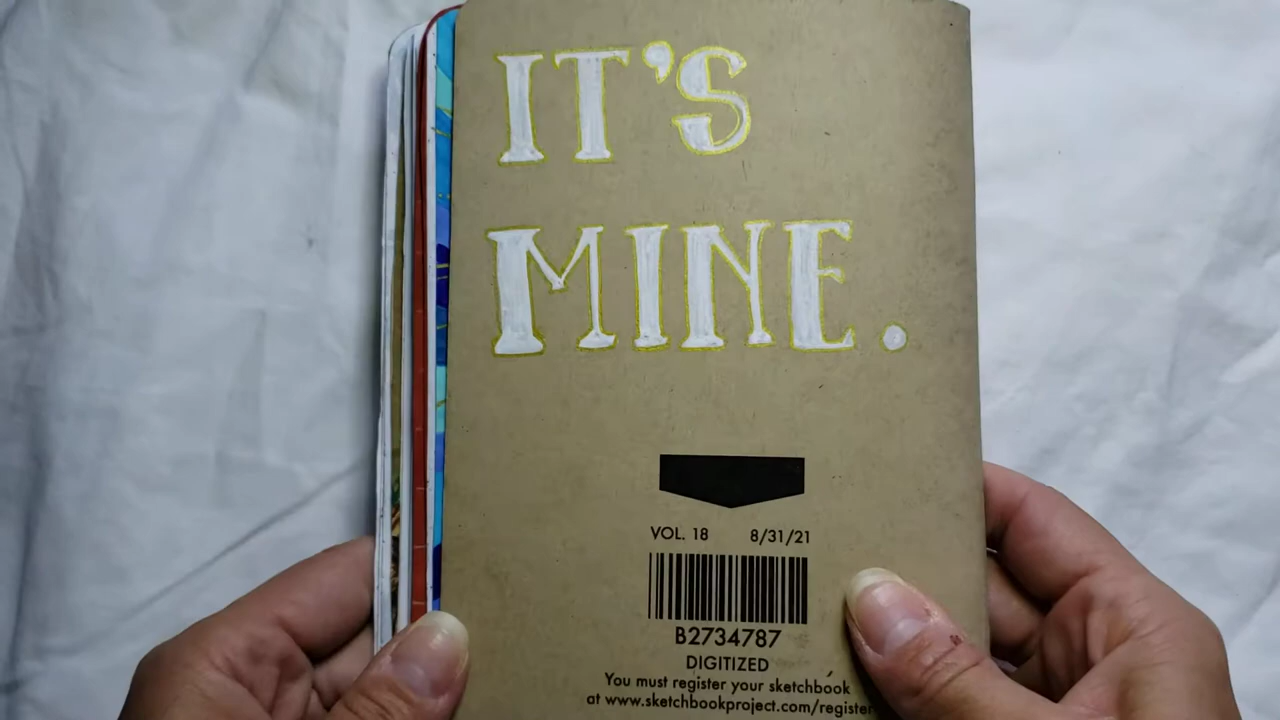 IT'S
MINE.
VOL. 18 8/31/21
B2734787
DIGITIZED
You must register your sketchbook
at www.sketchbookproject.com/register